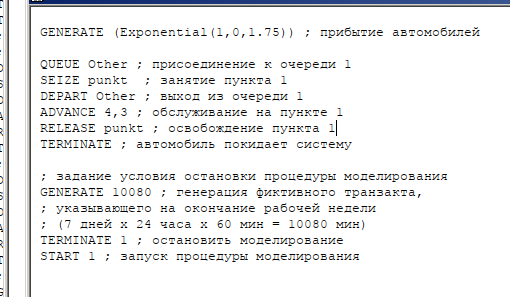 GENERATE (Exponential(1,0,1.75)) ; прибытие автомобилей
QUEUE Other ; присоединение к очереди 1
SEIZE punkt ; занятие пункта 1
DEPART Other ; выход из очереди 1
ADVANCE 4,3 ; обслуживание на пункте 1
RELEASE punkt ; освобождение пункта 1
TERMINATE ; автомобиль покидает систему
; задание условия остановки процедуры моделирования
GENERATE 10080 ; генерация фиктивного транзакта,
; указывающего на окончание рабочей недели
; (7 дней x 24 часа x 60 мин = 10080 мин)
TERMINATE 1 ; остановить моделирование
START 1 ; запуск процедуры моделирования